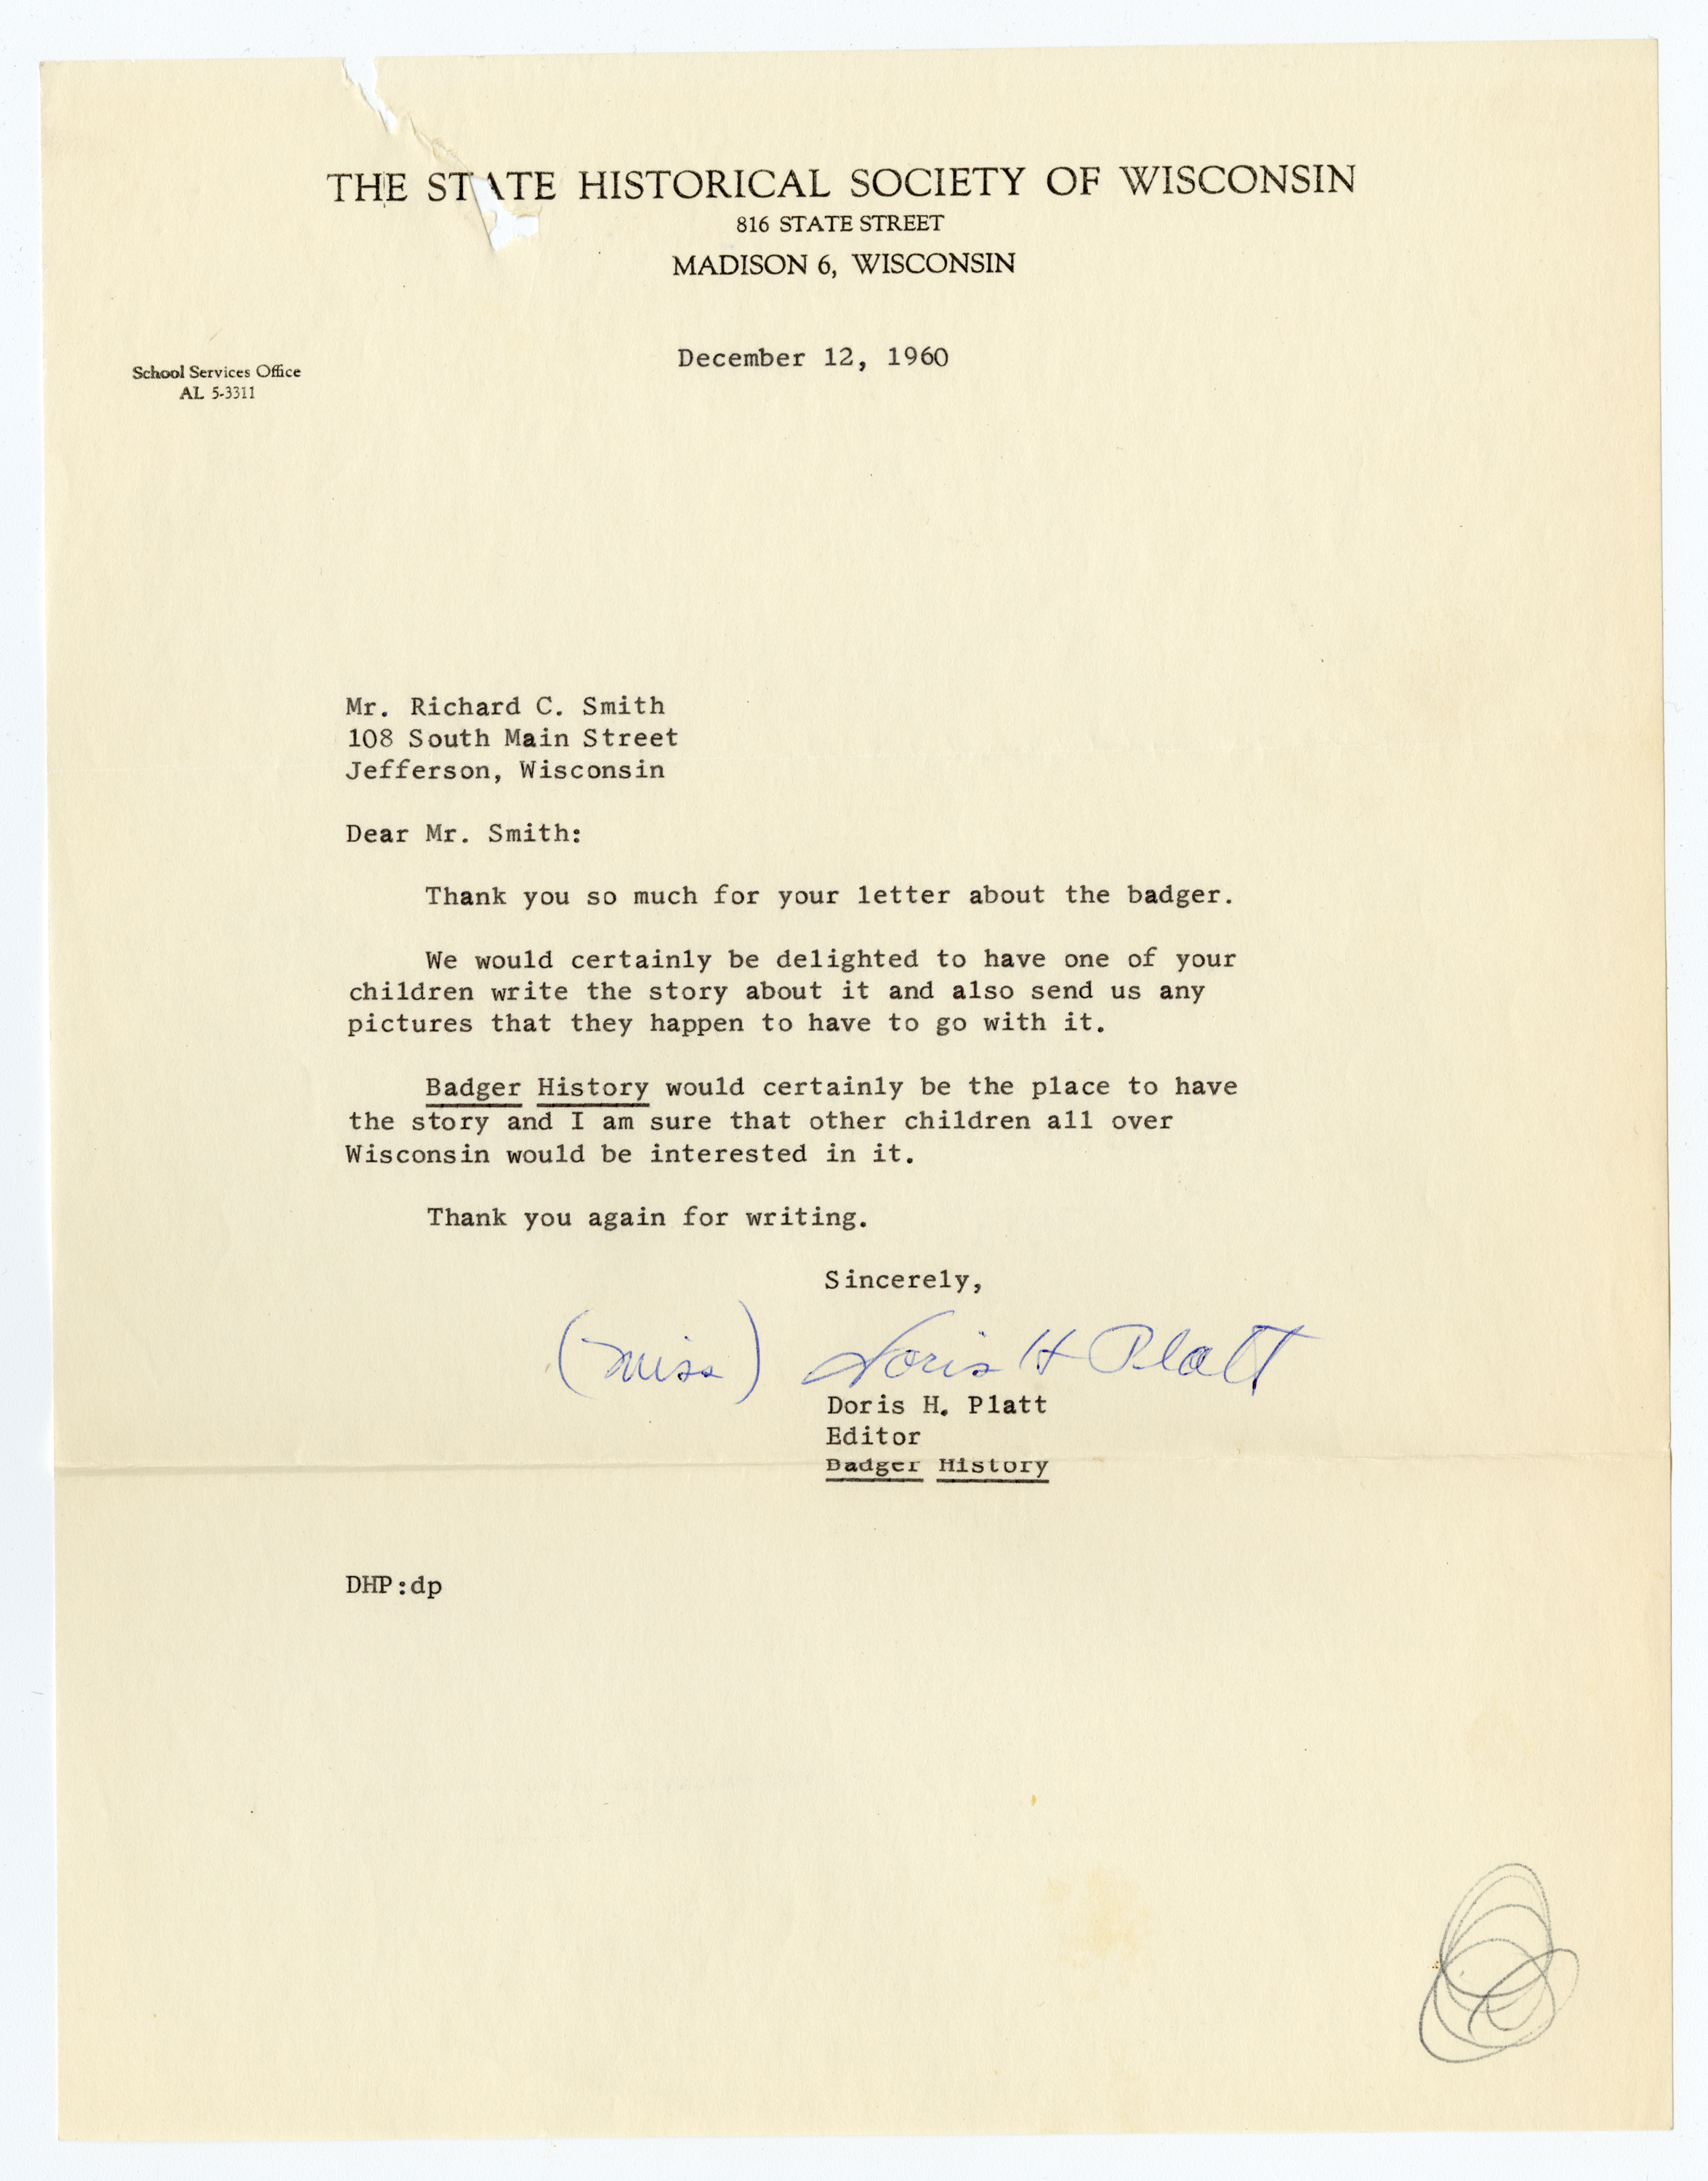 THE STATE HISTORICAL SOCIETY OF WISCONSIN
816 STATE STREET
MADISON 6, WISCONSIN
December 12, 1960
School Services Office
AL 5-3311
Mr. Richard C. Smith
108 South Main Street
Jefferson, Wisconsin
Dear Mr. Smith:
Thank you so much for your letter about the badger.
We would certainly be delighted to have one of your
children write the story about it and also send us any
pictures that they happen to have to go with it.
Badger History would certainly be the place to have
the story and I am sure that other children all over
Wisconsin would be interested in it.
Thank you again for writing.
Sincerely,
(Miss) Doris H Platt
Doris H. Platt
Editor
Badger History
DHP:dp